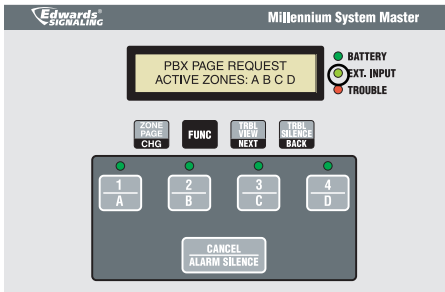 Edwards®
SIGNALING
Millennium System Master
PBX PAGE REQUEST
ACTIVE ZONES: A B C D
BATTERY
EXT. INPUT
TROUBLE
ZONE
PAGE
CHG
FUNC
TRBL
VIEW
NEXT
TRBL
SILENCE
BACK
1
A
2
B
3
C
4
D
CANCEL
ALARM SILENCE